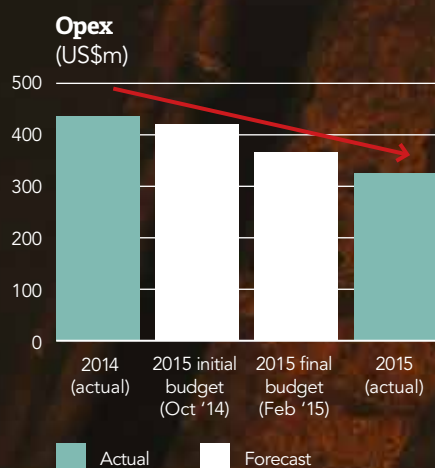 Opex
(US$m)
500
400
300
200
100
0
2014
(actual)
2015 initial
budget
(Oct ‘14)
2015 final
budget
(Feb ‘15)
2015
(actual)
Actual
Forecast